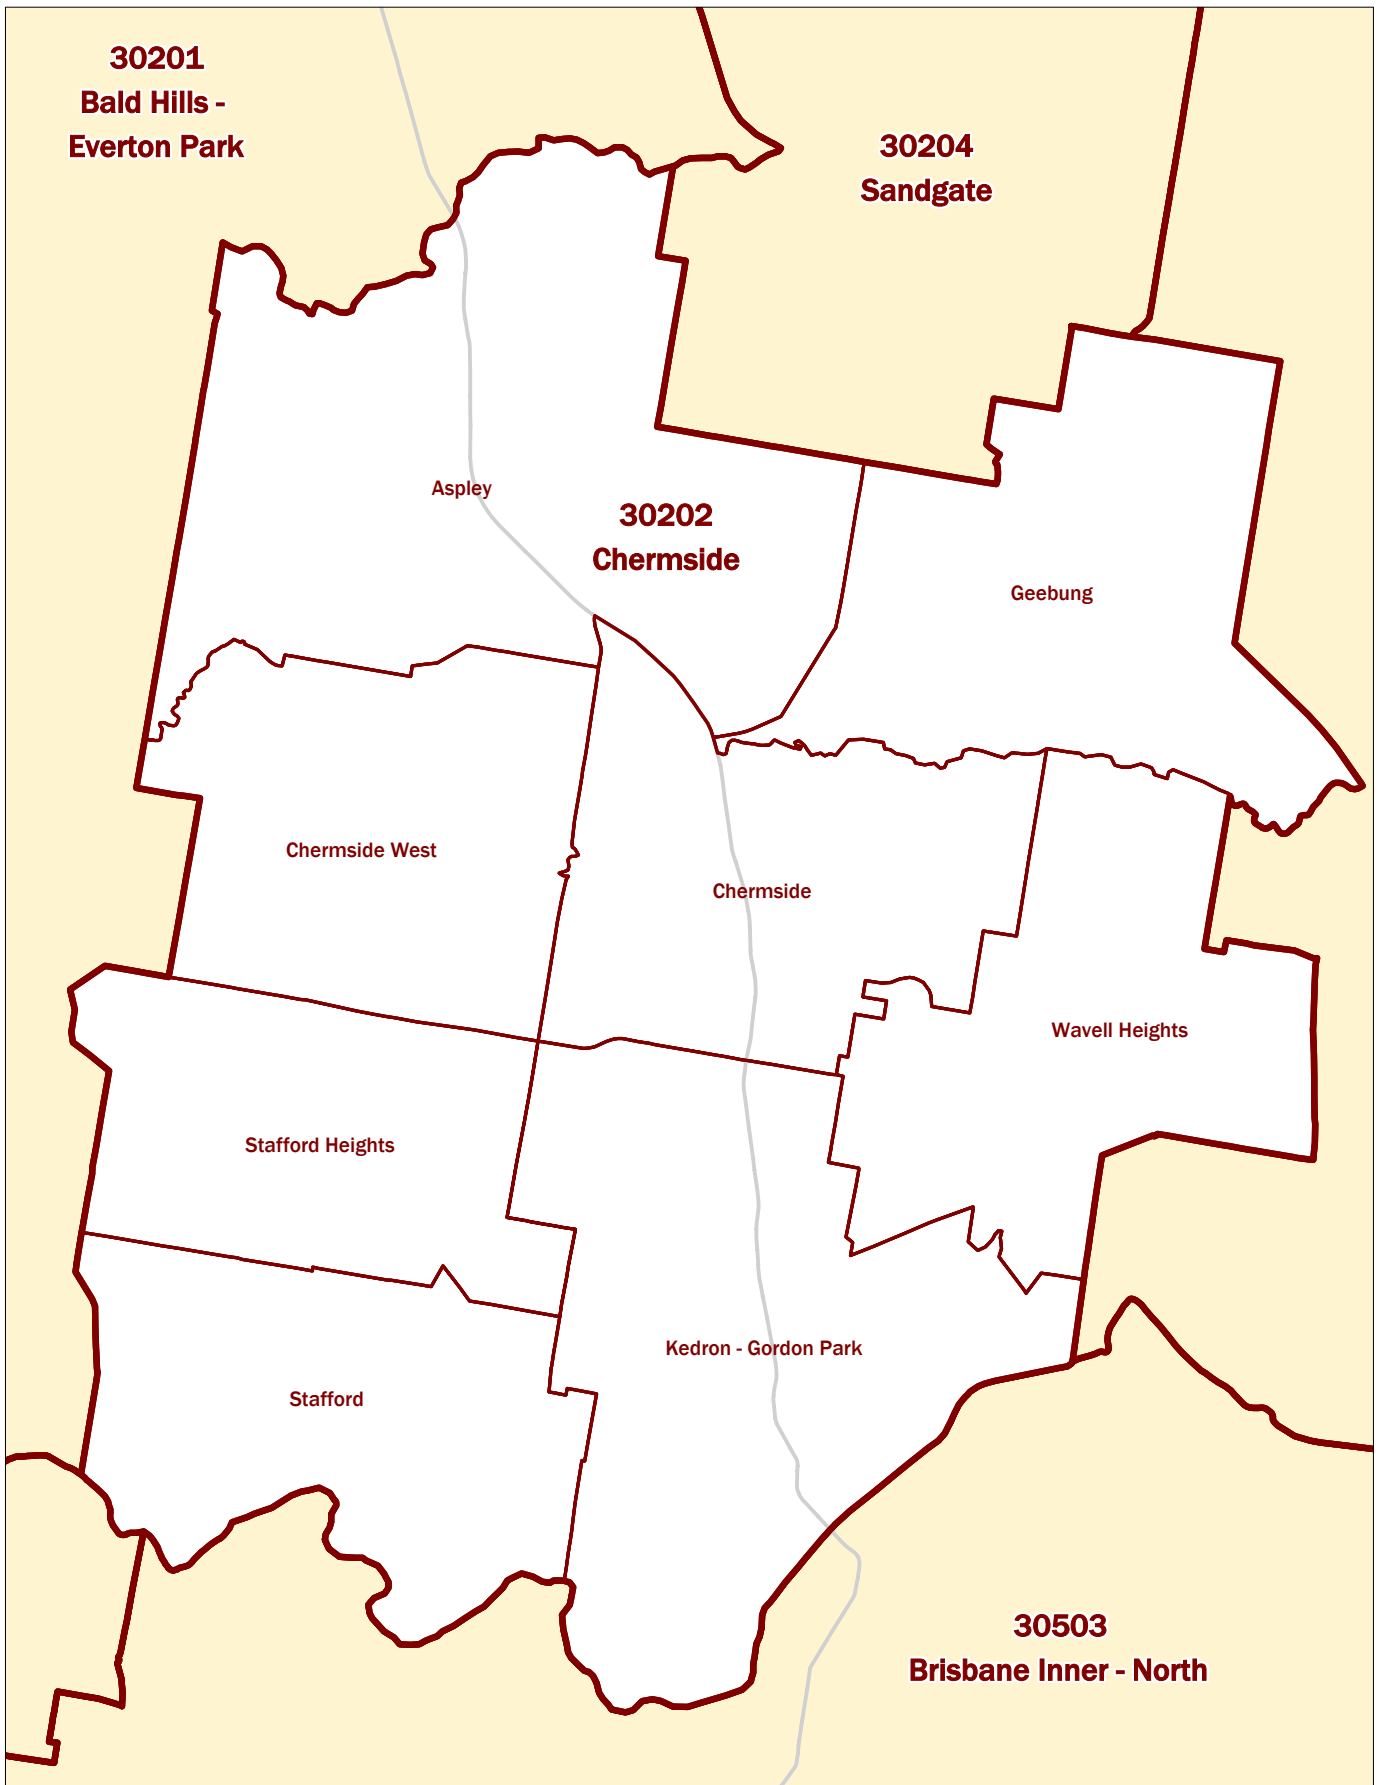 30201
Bald Hills -
Everton Park
30204
Sandgate
Aspley
30202
Chermside
Geebung
Chermside West
Chermside
Wavell Heights
Stafford Heights
Kedron - Gordon Park
Stafford
30503
Brisbane Inner - North